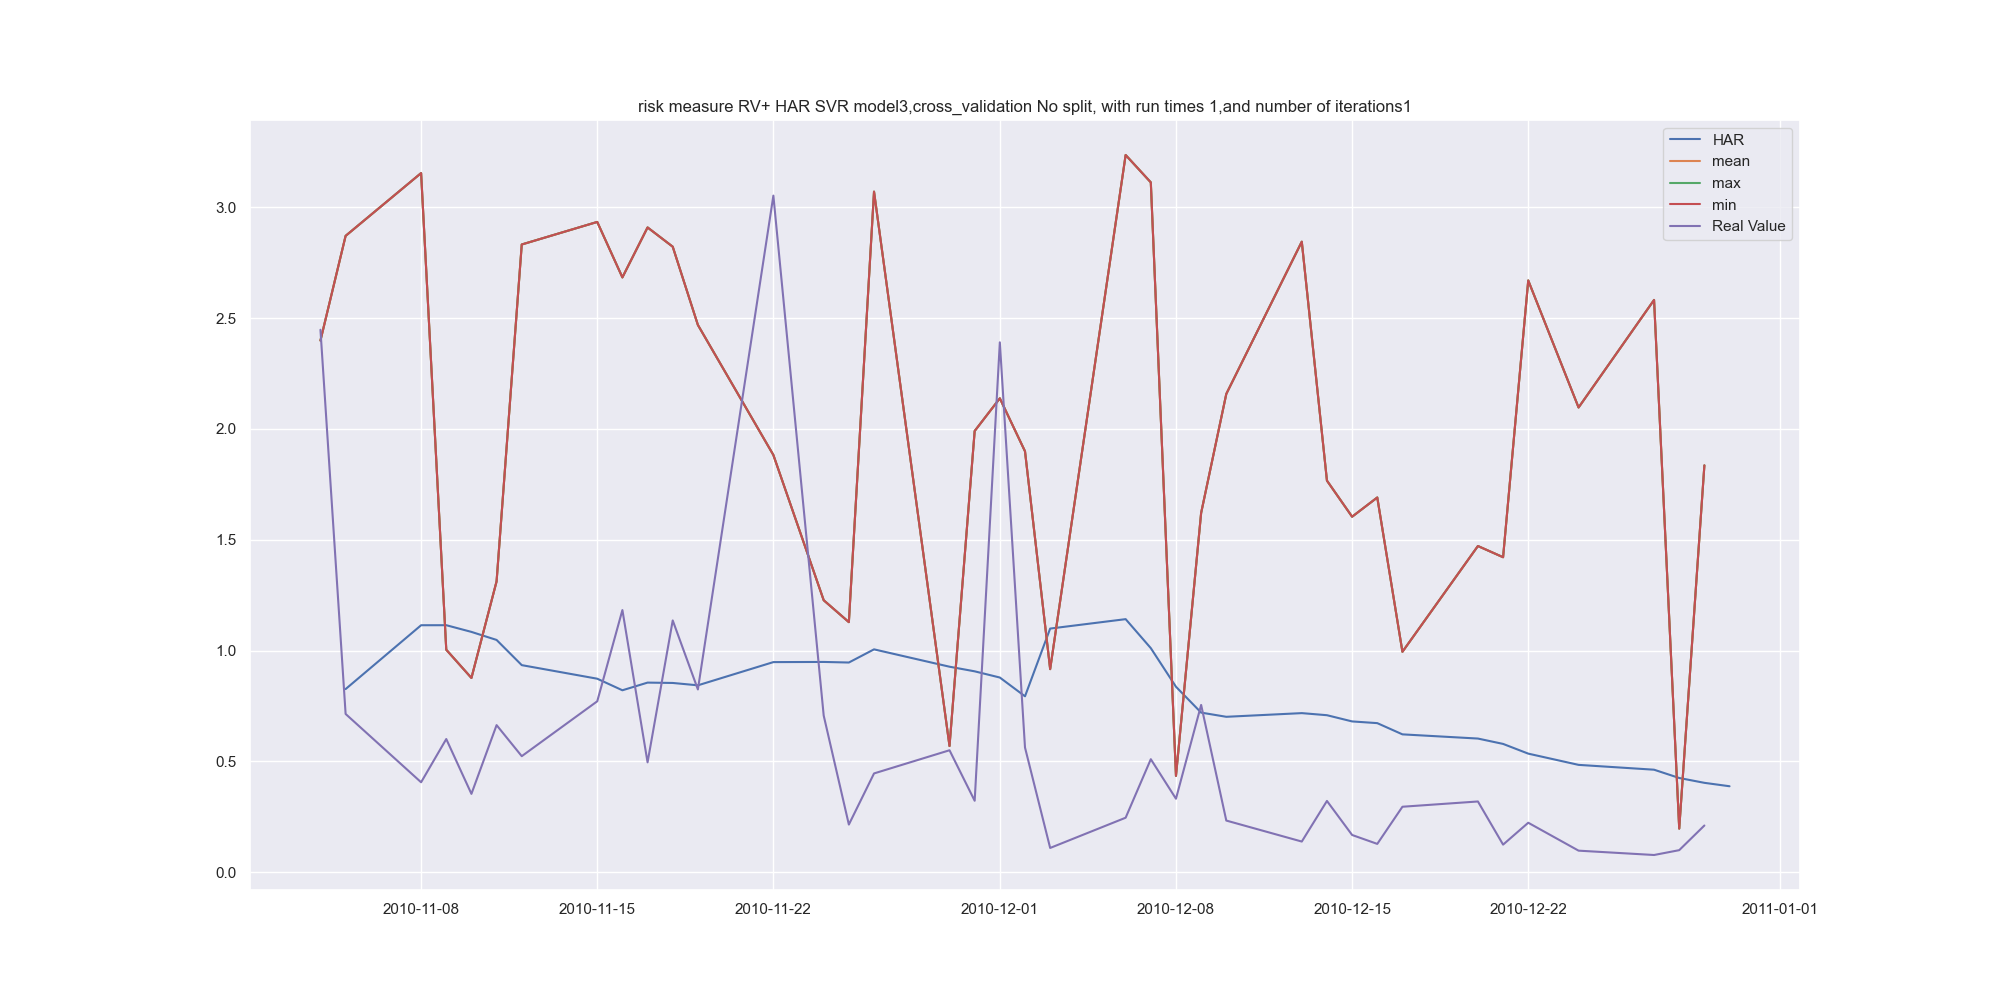 risk measure RV+ HAR SVR model3,cross_validation No split, with run times 1,and number of iterations1
HAR
mean
max
min
Real Value
3.0
2.5
2.0
1.5
1.0
0.5
0.0
2010-11-08
2010-11-15
2010-11-22
2010-12-01
2010-12-08
2010-12-15
2010-12-22
2011-01-01